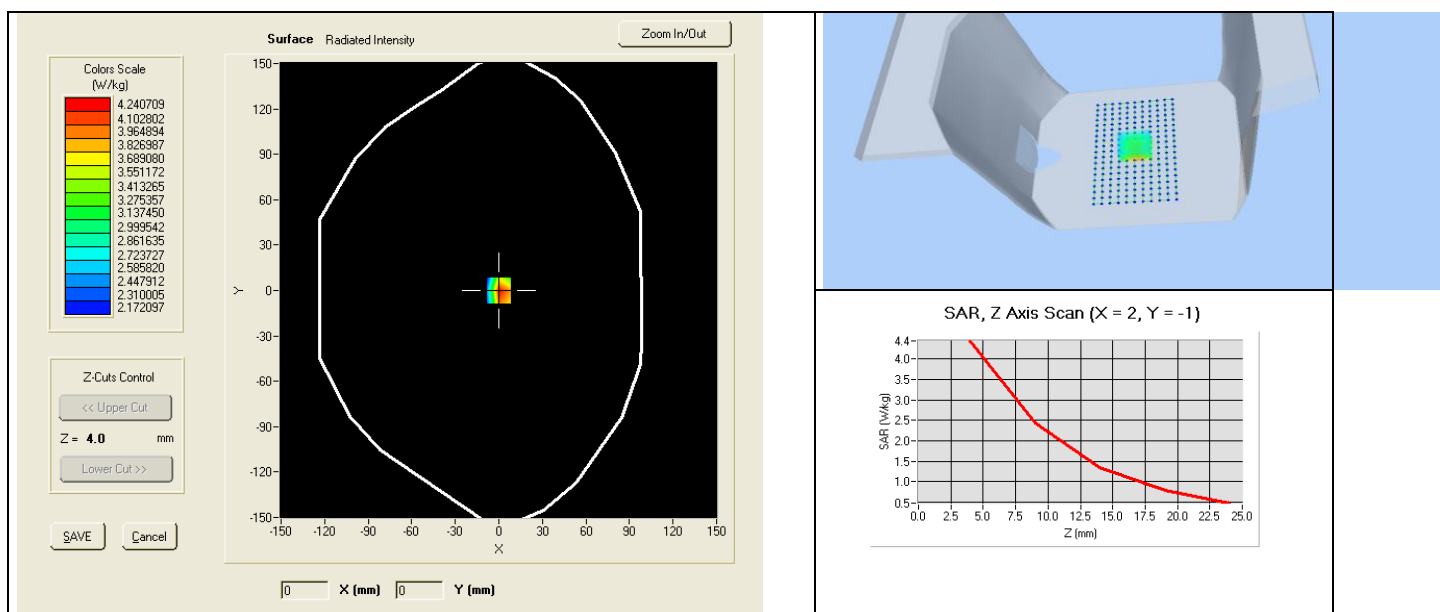 Surface Radiated Intensity
Zoom In/Out
Colors Scale
(W/kg)
4.240709
4.102802
3.964894
3.826987
3.689080
3.551172
3.413265
3.275357
3.137450
2.999542
2.861635
2.723727
2.585820
2.447912
2.310005
2.172097
Z-Cuts Control
<< Upper Cut
Z = 4.0 mm
Lower Cut >>
SAVE Cancel
150
120
90
60
30
Y 0
-30
-60
-90
-120
-150
-150 -120 -90 -60 -30 0 30 60 90 120 150
X
0 X (mm) 0 Y (mm)
SAR, Z Axis Scan (X = 2, Y = -1)
SAR (W/kg)
4.4
4.0
3.5
3.0
2.5
2.0
1.5
1.0
0.5
0.0 2.5 5.0 7.5 10.0 12.5 15.0 17.5 20.0 22.5 25.0
Z (mm)